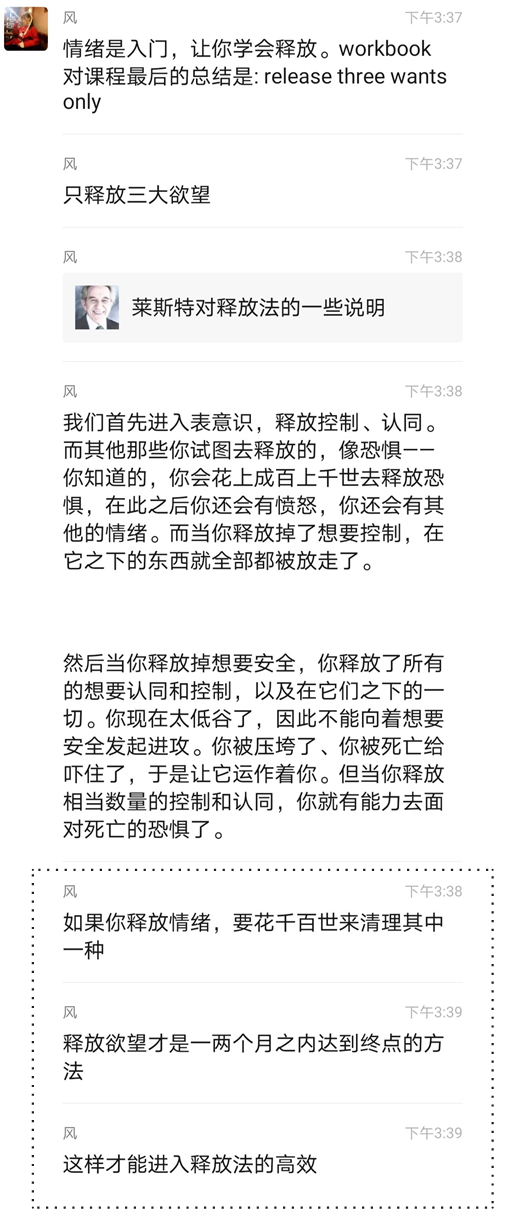 风 下午3:37
情绪是入门，让你学会释放。workbook
对课程最后的总结是: release three wants
only
风 下午3:37
只释放三大欲望
风 下午3:38
莱斯特对释放法的一些说明
风 下午3:38
我们首先进入表意识，释放控制、认同。
而其他那些你试图去释放的，像恐惧——
你知道的，你会花上成百上千世去释放恐
惧，在此之后你还会有愤怒，你还会有其
他的情绪。而当你释放掉了想要控制，在
它之下的东西就全部都被放走了。
然后当你释放掉想要安全，你释放了所有
的想要认同和控制，以及在它们之下的一
切。你现在太低谷了，因此不能向着想要
安全发起进攻。你被压垮了、你被死亡给
吓住了，于是让它运作着你。但当你释放
相当数量的控制和认同，你就有能力去面
对死亡的恐惧了。
风 下午3:38
如果你释放情绪，要花千百世来清理其中
一种
风 下午3:39
释放欲望才是一两个月之内达到终点的方
法
风 下午3:39
这样才能进入释放法的高效